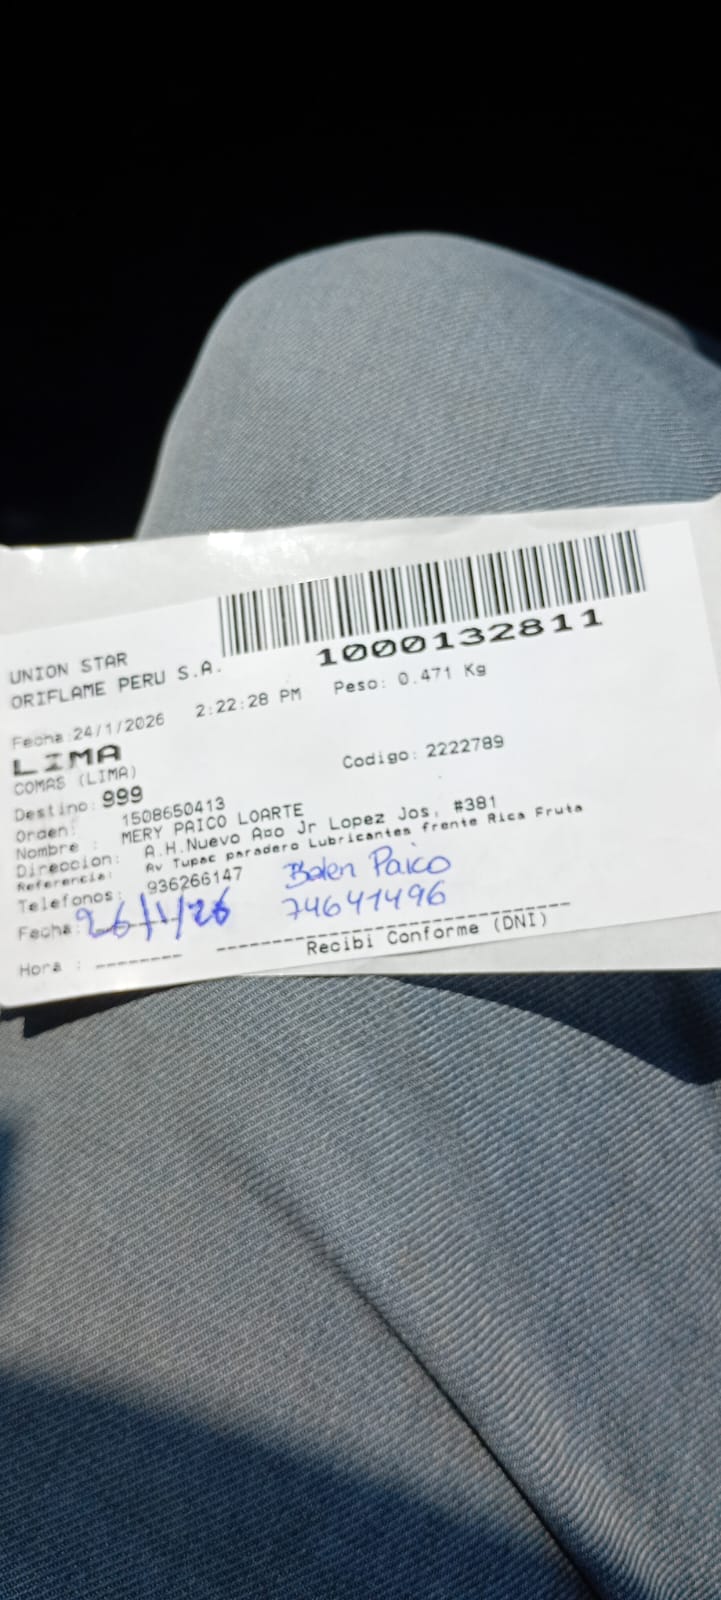 1000132811
UNION STAR
ORIFLAME PERU S.A.
Fecha:24/1/2026 2:22:28 PM Peso: 0.471 Kg
LIMA
COMAS (LIMA) Codigo: 2222789
Destino: 999
Orden: 1508650413
Nombre : MERY PAICO LOARTE
Direccion: A.H.Nuevo Aꟷo Jr Lopez Jos, #381
Referencia: Av Tupac paradero Lubricantes frente Rica Fruta
Telefonos: 936266147 Belen Paico
Fecha: 26/1/26 74641496
Hora :
Recibi Conforme (DNI)